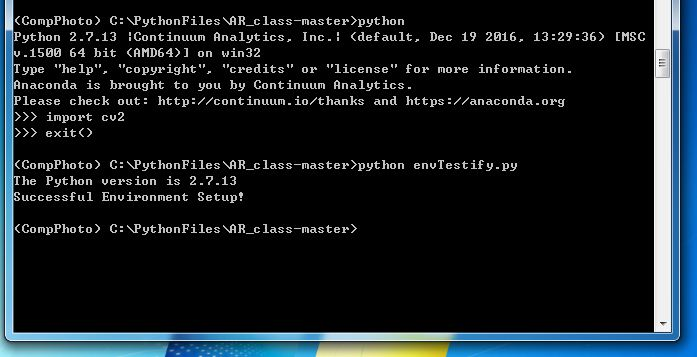 (CompPhoto) C:\PythonFiles\AR_class-master>python
Python 2.7.13 |Continuum Analytics, Inc.| (default, Dec 19 2016, 13:29:36) [MSC
v.1500 64 bit (AMD64)] on win32
Type "help", "copyright", "credits" or "license" for more information.
Anaconda is brought to you by Continuum Analytics.
Please check out: http://continuum.io/thanks and https://anaconda.org
>>> import cv2
>>> exit()
(CompPhoto) C:\PythonFiles\AR_class-master>python envTestify.py
The Python version is 2.7.13
Successful Environment Setup!
(CompPhoto) C:\PythonFiles\AR_class-master>